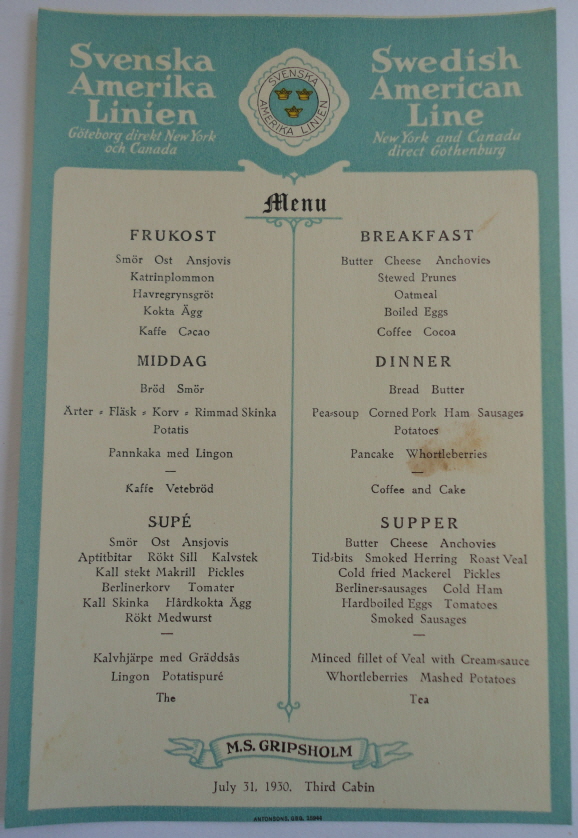 Svenska
Amerika
Linien
Göteborg direkt New York
och Canada
SVENSKA
AMERIKA LINIEN
Swedish
American
Line
New York and Canada
direct Gothenburg
Menu
FRUKOST
Smör Ost Ansjovis
Katrinplommon
Havregrynsgröt
Kokta Ägg
Kaffe Cacao
MIDDAG
Bröd Smör
Ärter - Fläsk - Korv - Rimmad Skinka
Potatis
Pannkaka med Lingon
—
Kaffe Vetebröd
SUPÉ
Smör Ost Ansjovis
Aptitbitar Rökt Sill Kalvstek
Kall stekt Makrill Pickles
Berlinerkorv Tomater
Kall Skinka Hårdkokta Ägg
Rökt Medwurst
—
Kalvhjärpe med Gräddsås
Lingon Potatispuré
The
BREAKFAST
Butter Cheese Anchovies
Stewed Prunes
Oatmeal
Boiled Eggs
Coffee Cocoa
DINNER
Bread Butter
Pea-soup Corned Pork Ham Sausages
Potatoes
Pancake Whortleberries
—
Coffee and Cake
SUPPER
Butter Cheese Anchovies
Tid-bits Smoked Herring Roast Veal
Cold fried Mackerel Pickles
Berliner-sausages Cold Ham
Hardboiled Eggs Tomatoes
Smoked Sausages
—
Minced fillet of Veal with Cream-sauce
Whortleberries Mashed Potatoes
Tea
M.S. GRIPSHOLM
July 31, 1930. Third Cabin
ANTONSONS, GBG.